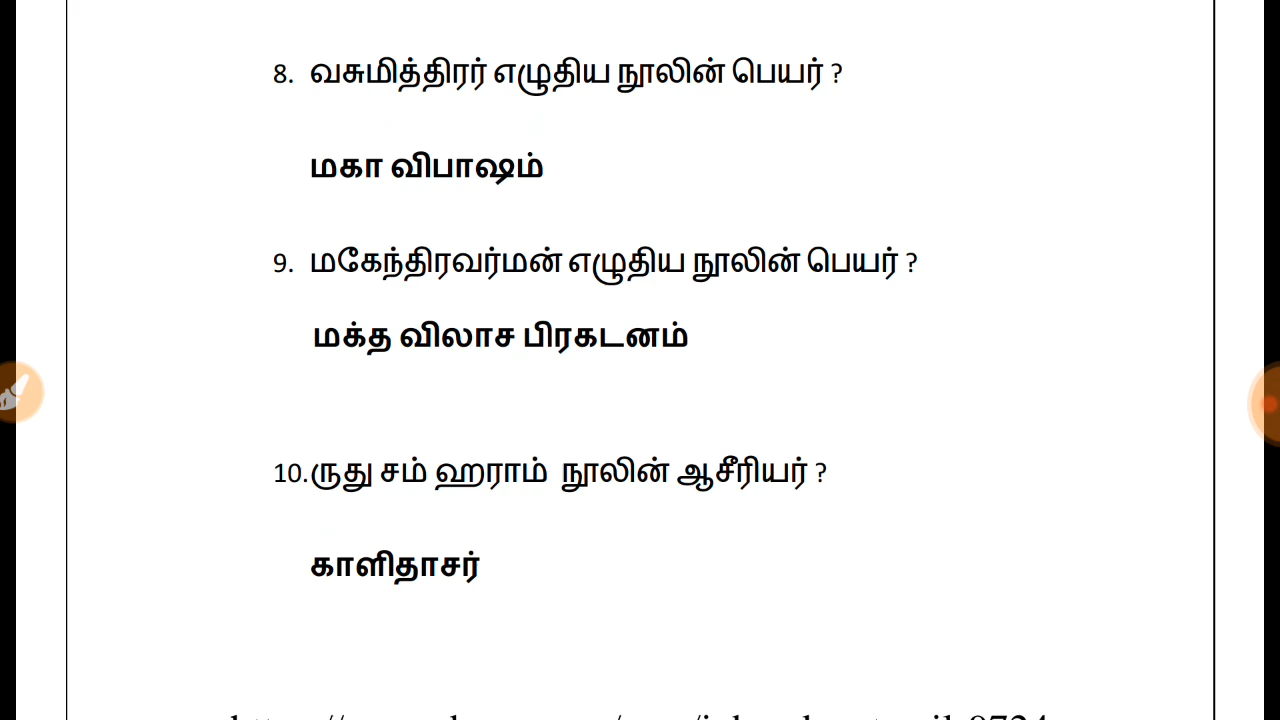 8. வசுமித்திரர் எழுதிய நூலின் பெயர் ?
மகா விபாஷம்
9. மகேந்திரவர்மன் எழுதிய நூலின் பெயர் ?
மக்த விலாச பிரகடனம்
10.ருது சம் ஹராம் நூலின் ஆசீரியர் ?
காளிதாசர்